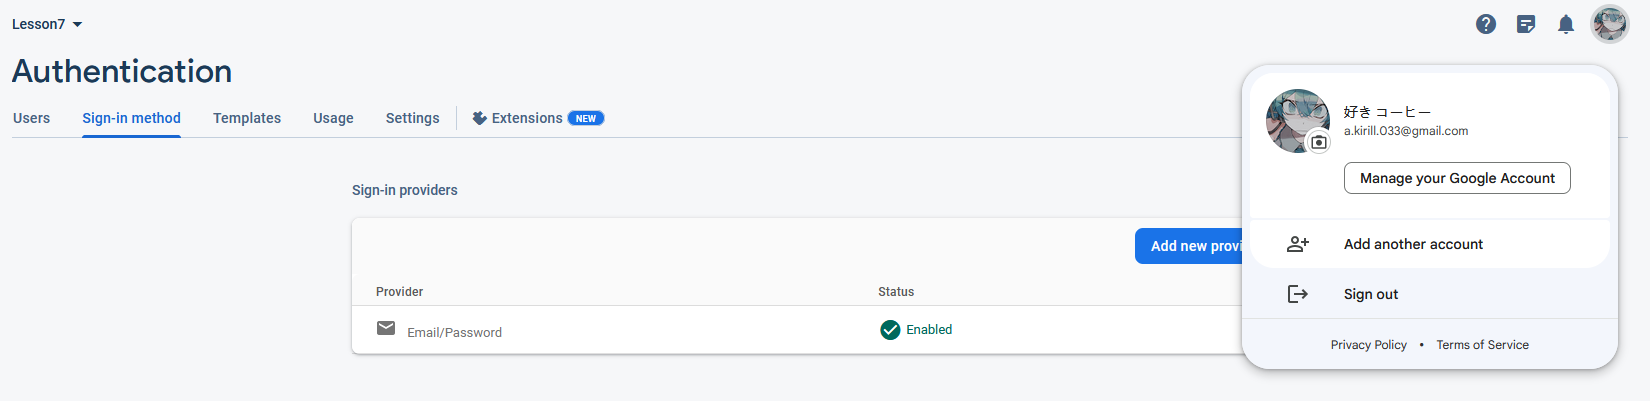 Lesson7
Authentication
Users Sign-in method Templates Usage Settings Extensions NEW
Sign-in providers
Add new provi
Provider Status
Email/Password Enabled
好き コーヒー
a.kirill.033@gmail.com
Manage your Google Account
Add another account
Sign out
Privacy Policy • Terms of Service